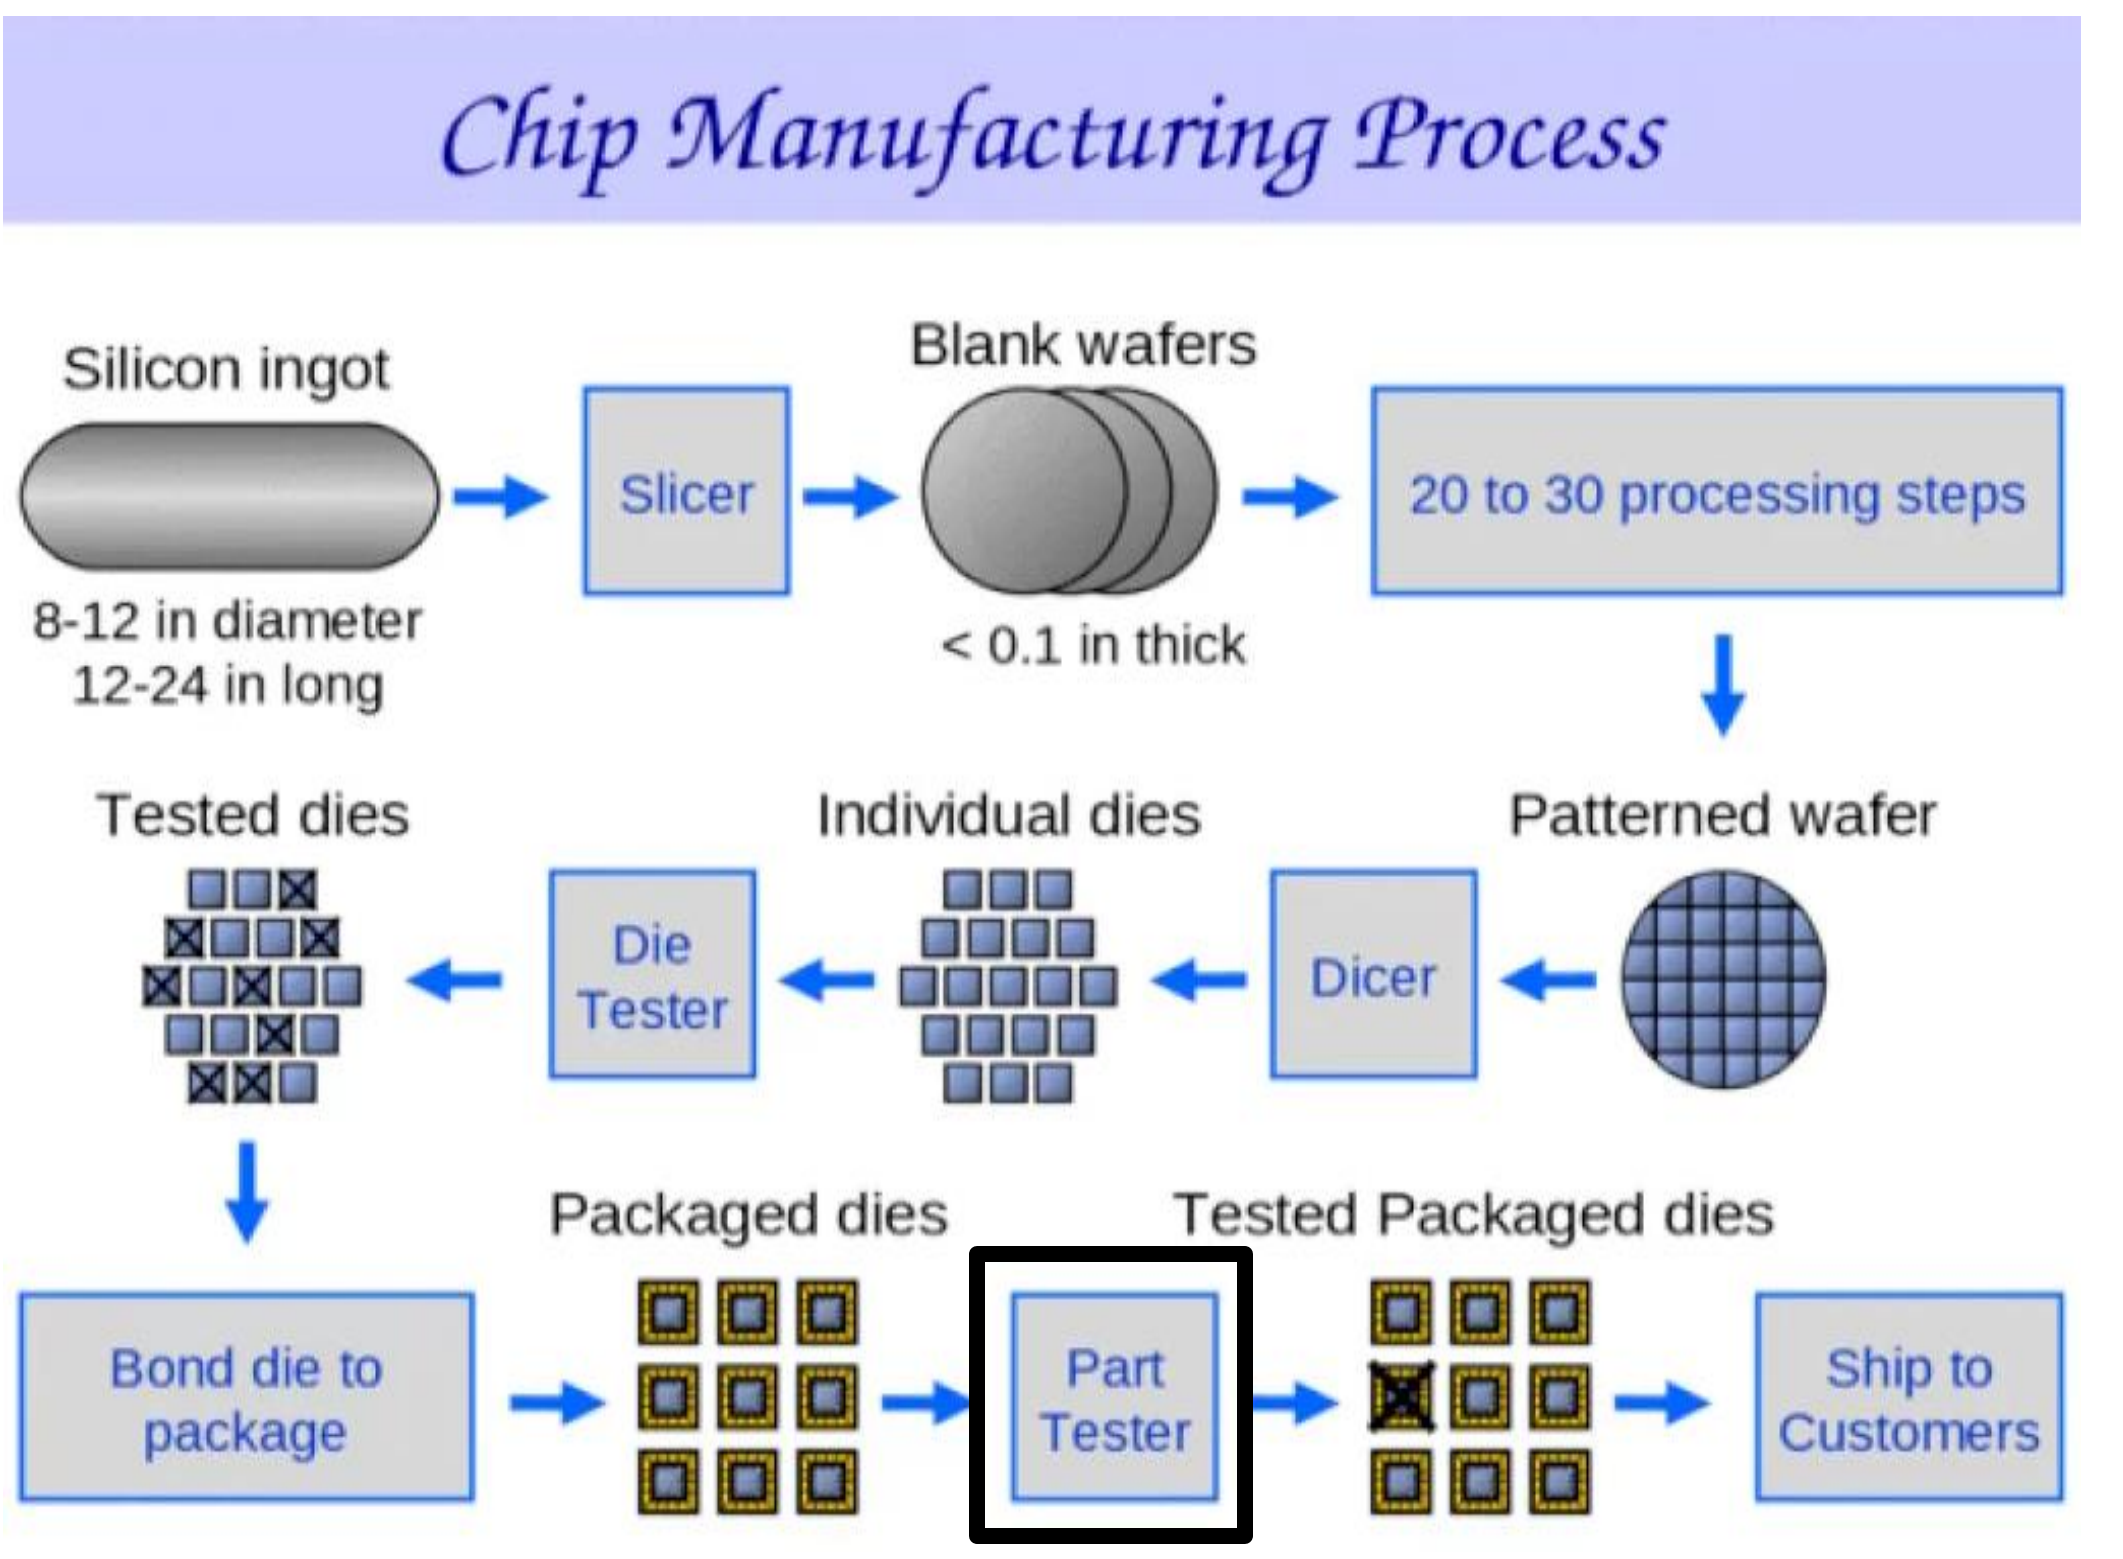 Chip Manufacturing Process
Silicon ingot
8-12 in diameter
12-24 in long
Slicer
Blank wafers
< 0.1 in thick
20 to 30 processing steps
Patterned wafer
Dicer
Individual dies
Die
Tester
Tested dies
Bond die to
package
Packaged dies
Part
Tester
Tested Packaged dies
Ship to
Customers